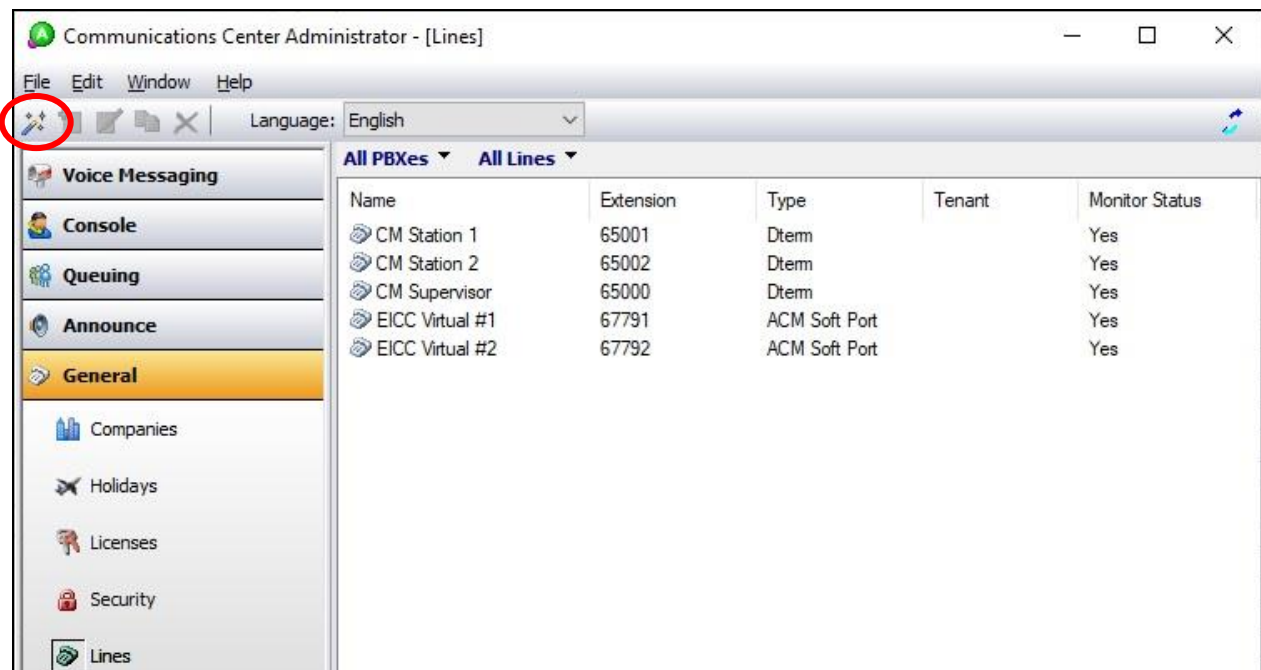 Communications Center Administrator - [Lines]
File Edit Window Help
Language: English
Voice Messaging
Console
Queuing
Announce
General
Companies
Holidays
Licenses
Security
Lines
All PBXes All Lines
Name Extension Type Tenant Monitor Status
CM Station 1 65001 Dterm Yes
CM Station 2 65002 Dterm Yes
CM Supervisor 65000 Dterm Yes
EICC Virtual #1 67791 ACM Soft Port Yes
EICC Virtual #2 67792 ACM Soft Port Yes